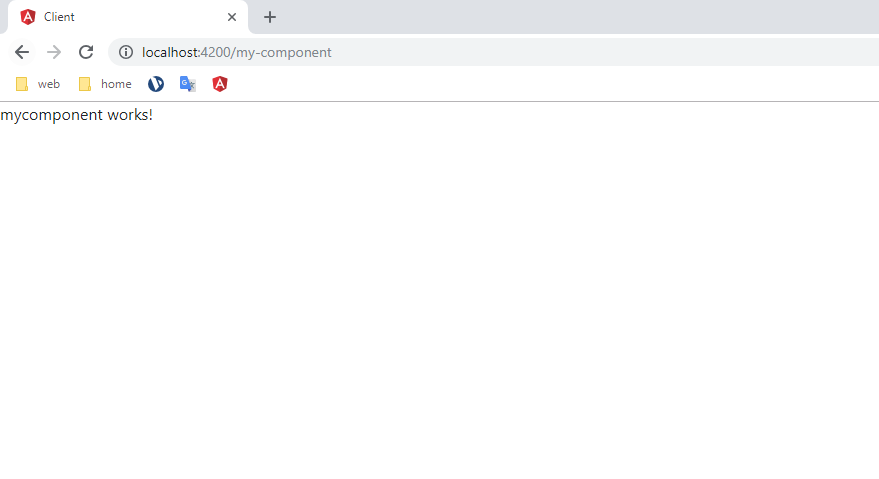 Client
localhost:4200/my-component
web home
mycomponent works!